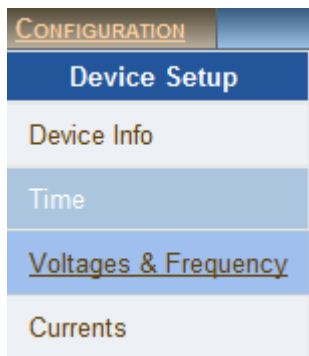 CONFIGURATION
Device Setup
Device Info
Time
Voltages & Frequency
Currents